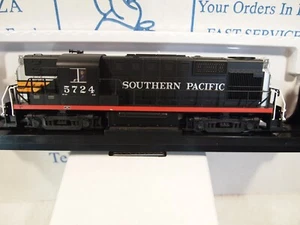 LA
Your Orders In
FAST SERVICE
5724
SOUTHERN PACIFIC
Te